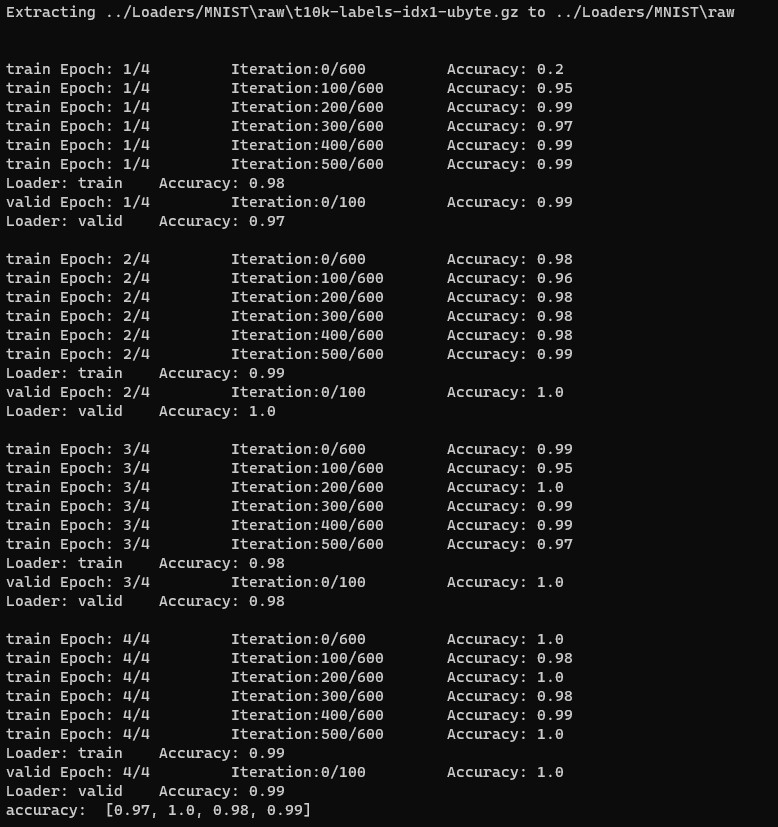 Extracting ../Loaders/MNIST\raw\t10k-labels-idx1-ubyte.gz to ../Loaders/MNIST\raw
train Epoch: 1/4 Iteration:0/600 Accuracy: 0.2
train Epoch: 1/4 Iteration:100/600 Accuracy: 0.95
train Epoch: 1/4 Iteration:200/600 Accuracy: 0.99
train Epoch: 1/4 Iteration:300/600 Accuracy: 0.97
train Epoch: 1/4 Iteration:400/600 Accuracy: 0.99
train Epoch: 1/4 Iteration:500/600 Accuracy: 0.99
Loader: train Accuracy: 0.98
valid Epoch: 1/4 Iteration:0/100 Accuracy: 0.99
Loader: valid Accuracy: 0.97
train Epoch: 2/4 Iteration:0/600 Accuracy: 0.98
train Epoch: 2/4 Iteration:100/600 Accuracy: 0.96
train Epoch: 2/4 Iteration:200/600 Accuracy: 0.98
train Epoch: 2/4 Iteration:300/600 Accuracy: 0.98
train Epoch: 2/4 Iteration:400/600 Accuracy: 0.98
train Epoch: 2/4 Iteration:500/600 Accuracy: 0.99
Loader: train Accuracy: 0.99
valid Epoch: 2/4 Iteration:0/100 Accuracy: 1.0
Loader: valid Accuracy: 1.0
train Epoch: 3/4 Iteration:0/600 Accuracy: 0.99
train Epoch: 3/4 Iteration:100/600 Accuracy: 0.95
train Epoch: 3/4 Iteration:200/600 Accuracy: 1.0
train Epoch: 3/4 Iteration:300/600 Accuracy: 0.99
train Epoch: 3/4 Iteration:400/600 Accuracy: 0.99
train Epoch: 3/4 Iteration:500/600 Accuracy: 0.97
Loader: train Accuracy: 0.98
valid Epoch: 3/4 Iteration:0/100 Accuracy: 1.0
Loader: valid Accuracy: 0.98
train Epoch: 4/4 Iteration:0/600 Accuracy: 1.0
train Epoch: 4/4 Iteration:100/600 Accuracy: 0.98
train Epoch: 4/4 Iteration:200/600 Accuracy: 1.0
train Epoch: 4/4 Iteration:300/600 Accuracy: 0.98
train Epoch: 4/4 Iteration:400/600 Accuracy: 0.99
train Epoch: 4/4 Iteration:500/600 Accuracy: 1.0
Loader: train Accuracy: 0.99
valid Epoch: 4/4 Iteration:0/100 Accuracy: 1.0
Loader: valid Accuracy: 0.99
accuracy: [0.97, 1.0, 0.98, 0.99]